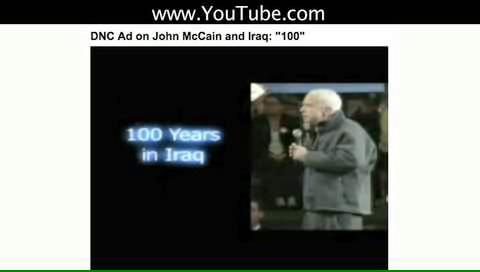 www.YouTube.com
DNC Ad on John McCain and Iraq: "100"
100 Years
in Iraq